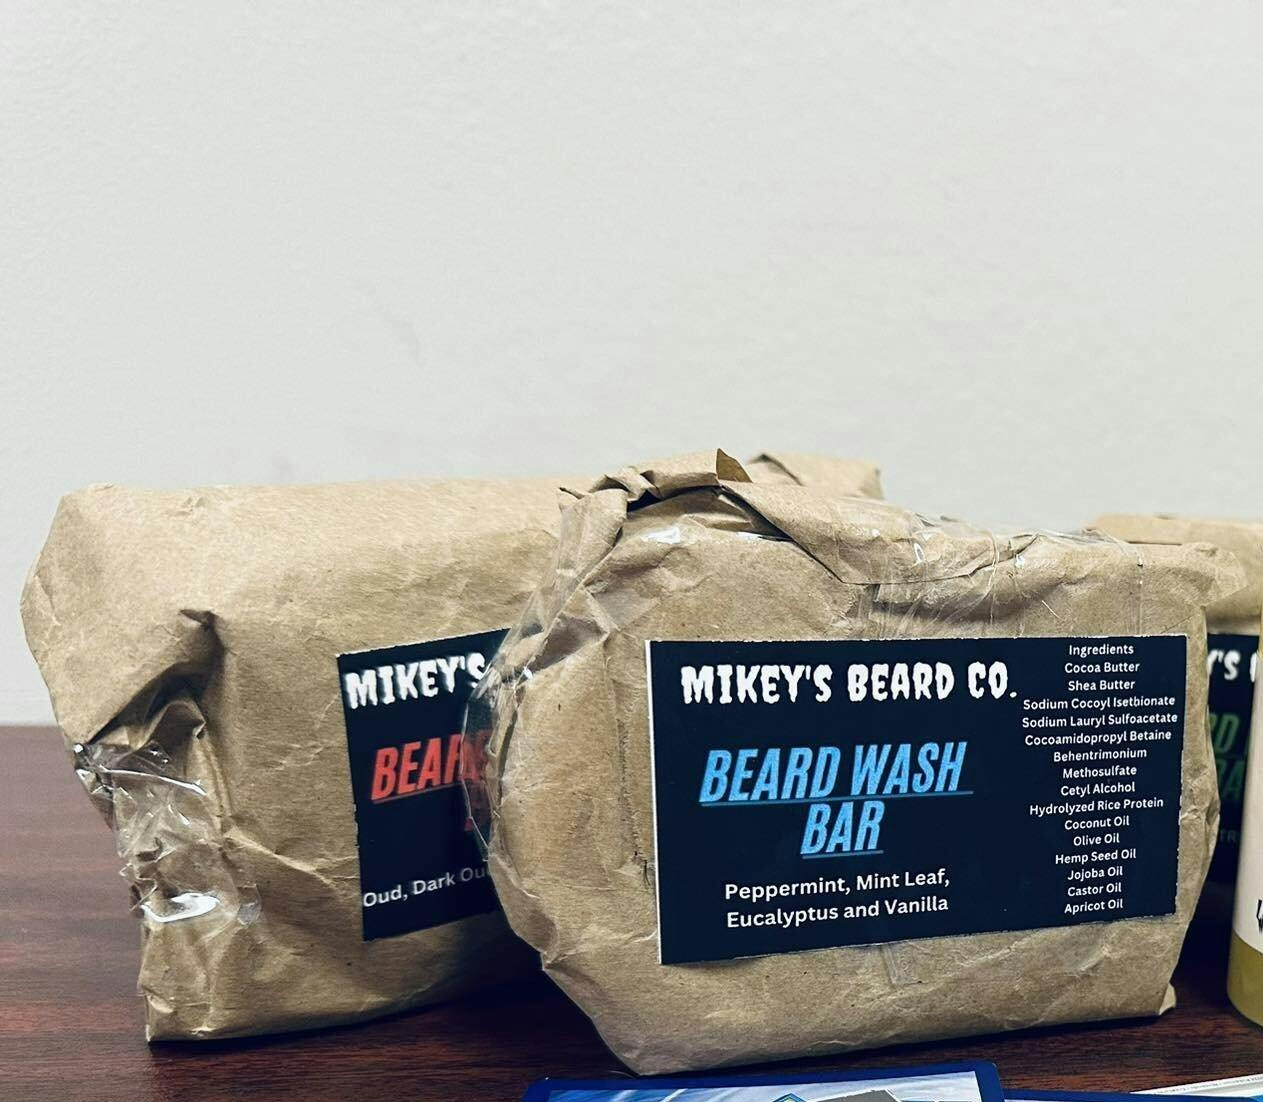 MIKEY'S
BEAR
Oud, Dark
MIKEY'S BEARD CO.
BEARD WASH
BAR
Peppermint, Mint Leaf,
Eucalyptus and Vanilla
Ingredients
Cocoa Butter
Shea Butter
Sodium Cocoyl Isetbionate
Sodium Lauryl Sulfoacetate
Cocoamidopropyl Betaine
Behentrimonium
Methosulfate
Cetyl Alcohol
Hydrolyzed Rice Protein
Coconut Oil
Olive Oil
Hemp Seed Oil
Jojoba Oil
Castor Oil
Apricot Oil